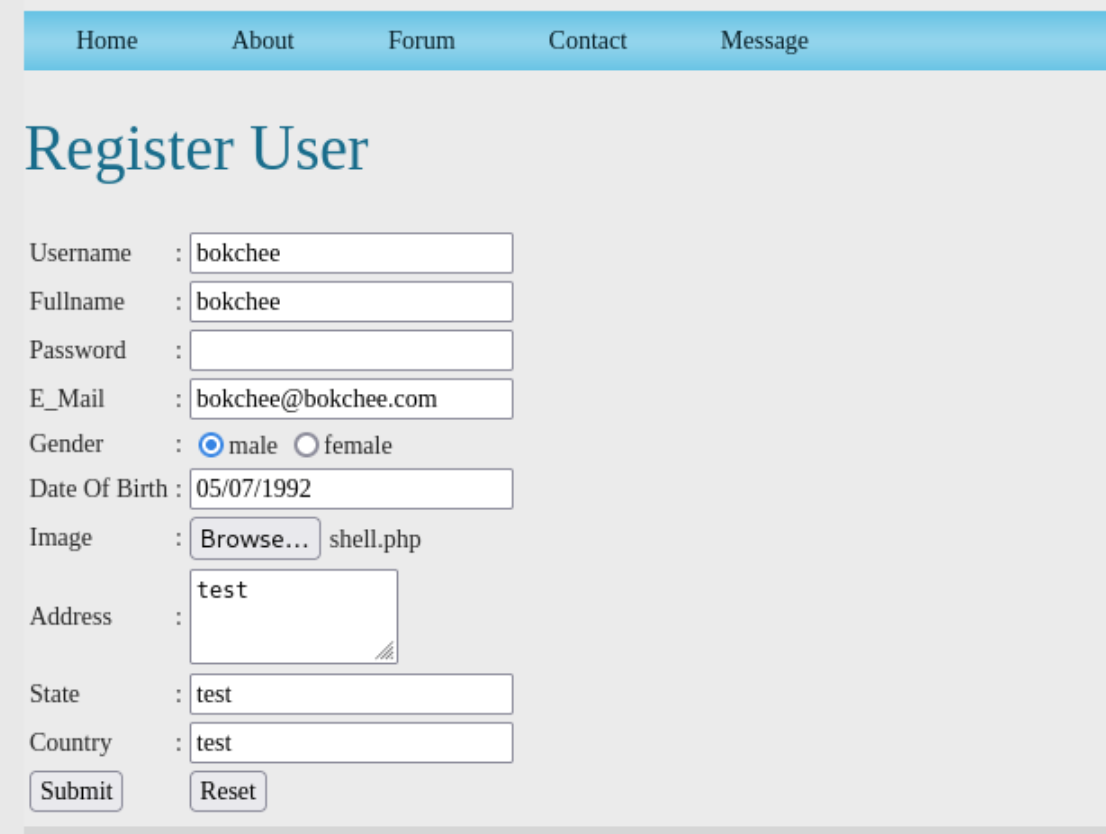 Home About Forum Contact Message
Register User
Username : bokchee
Fullname : bokchee
Password :
E_Mail : bokchee@bokchee.com
Gender : male female
Date Of Birth : 05/07/1992
Image : Browse... shell.php
Address : test
State : test
Country : test
Submit Reset